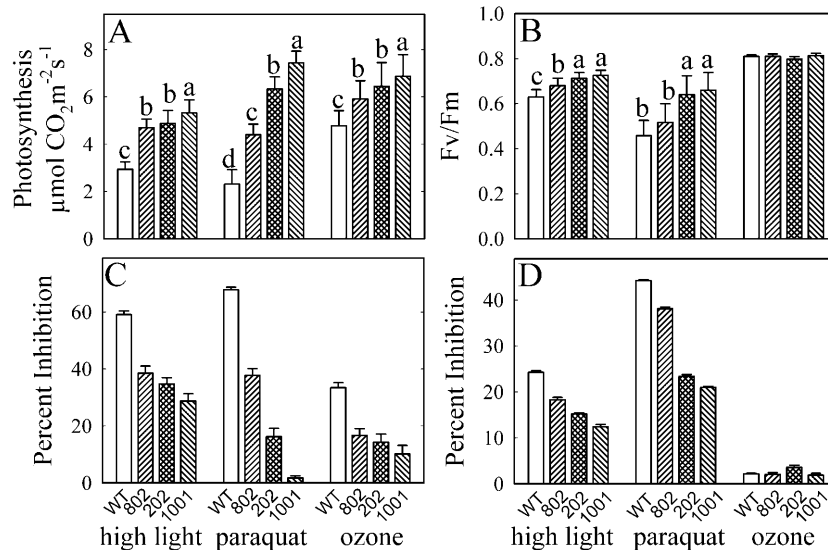 A
Photosynthesis
µmol CO2m-2s-1
8
6
4
2
0
c
b
b
a
d
c
b
a
c
b
b
a
B
Fv/Fm
1.0
0.8
0.6
0.4
0.2
0.0
c
b
a
a
b
b
a
a
C
Percent Inhibition
60
40
20
0
WT 802 202 1001 WT 802 202 1001 WT 802 202 1001
high light paraquat ozone
D
Percent Inhibition
40
30
20
10
0
WT 802 202 1001 WT 802 202 1001 WT 802 202 1001
high light paraquat ozone